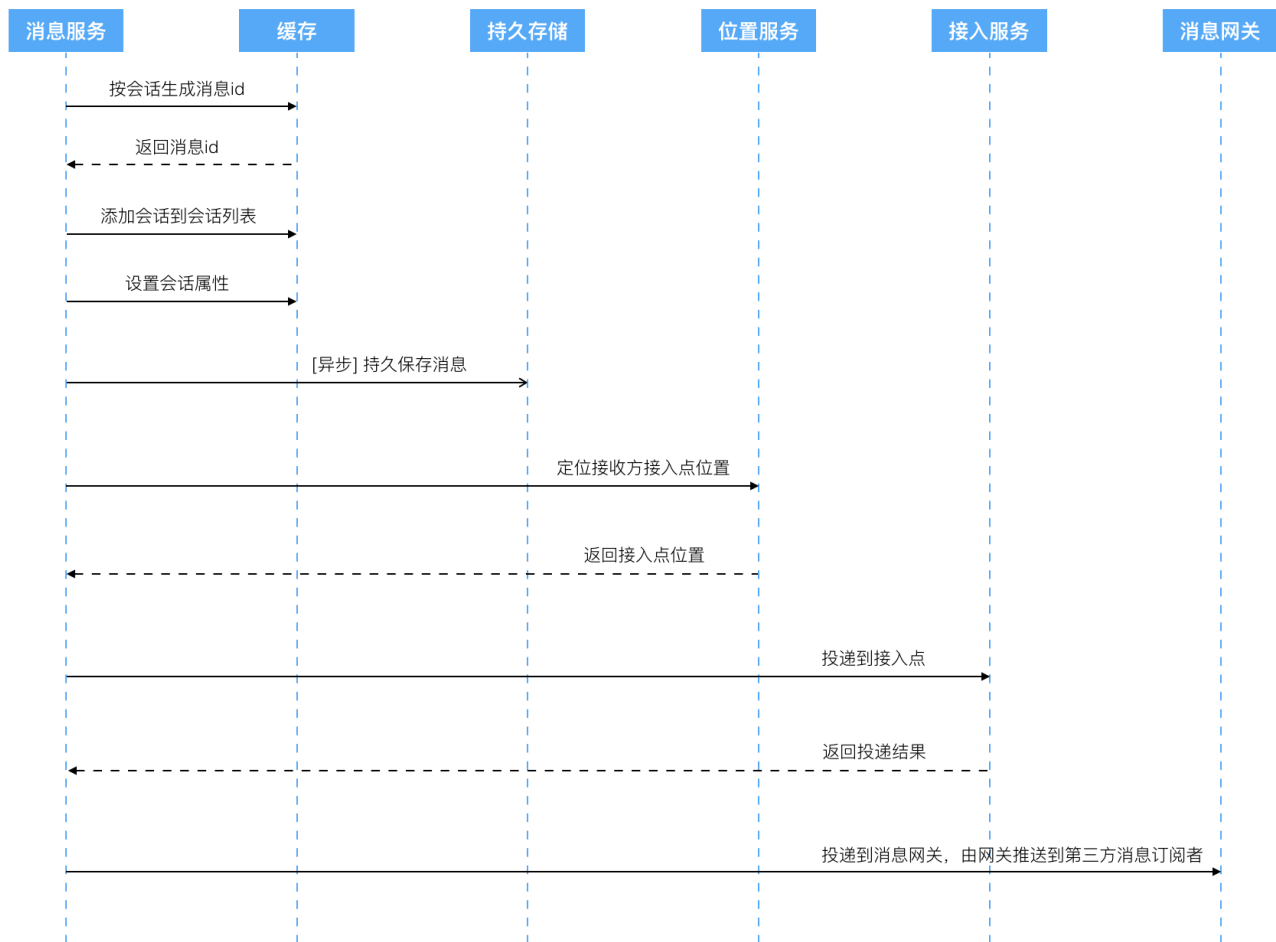 消息服务
缓存
持久存储
位置服务
接入服务
消息网关
按会话生成消息id
返回消息id
添加会话到会话列表
设置会话属性
[异步] 持久保存消息
定位接收方接入点位置
返回接入点位置
投递到接入点
返回投递结果
投递到消息网关，由网关推送到第三方消息订阅者